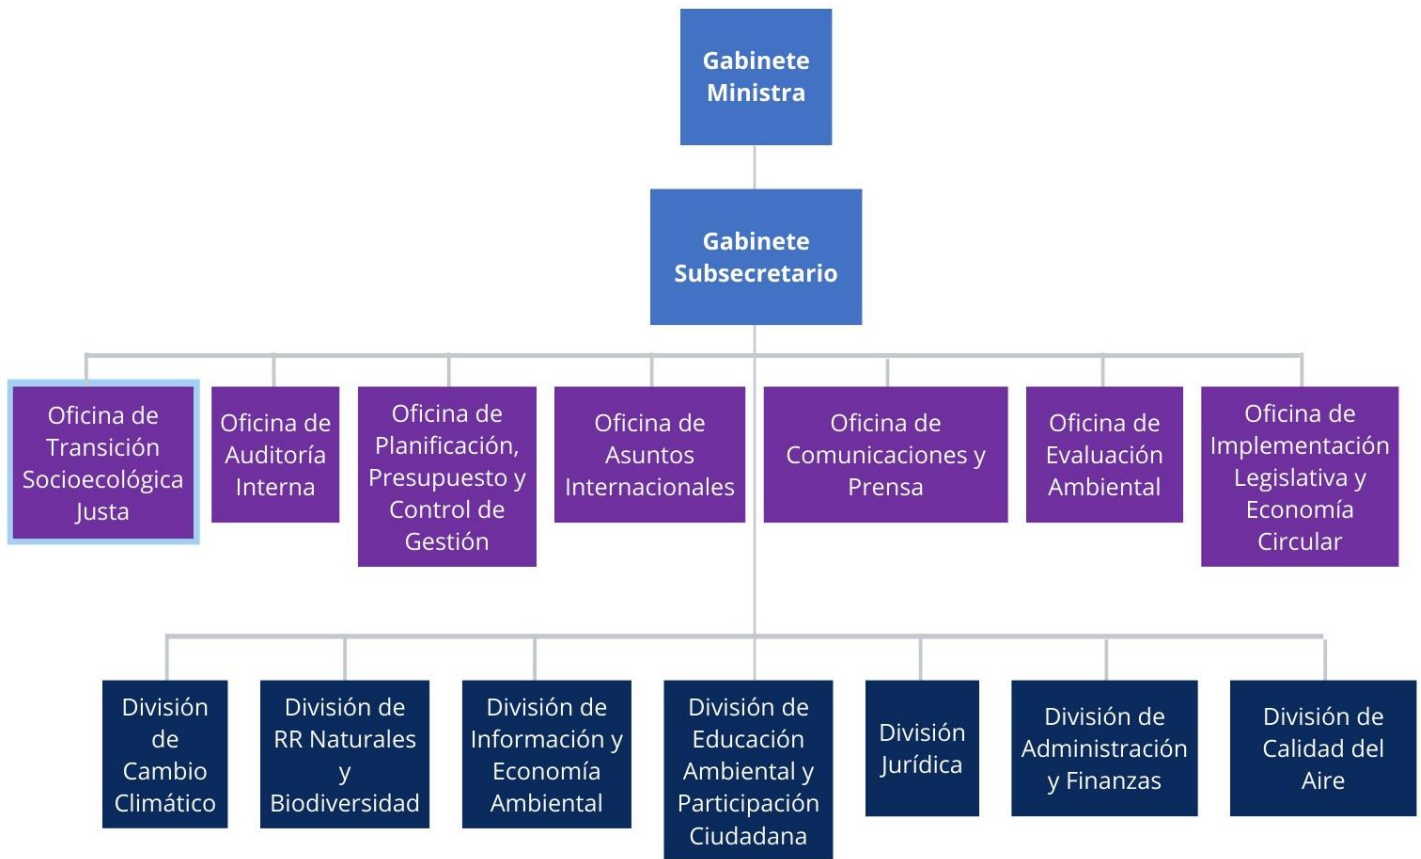 Gabinete
Ministra
Gabinete
Subsecretario
Oficina de
Transición
Socioecológica
Justa
Oficina de
Auditoría
Interna
Oficina de
Planificación,
Presupuesto y
Control de
Gestión
Oficina de
Asuntos
Internacionales
Oficina de
Comunicaciones y
Prensa
Oficina de
Evaluación
Ambiental
Oficina de
Implementación
Legislativa y
Economía
Circular
División
de
Cambio
Climático
División de
RR Naturales
y
Biodiversidad
División de
Información y
Economía
Ambiental
División de
Educación
Ambiental y
Participación
Ciudadana
División
Jurídica
División de
Administración
y Finanzas
División de
Calidad del
Aire